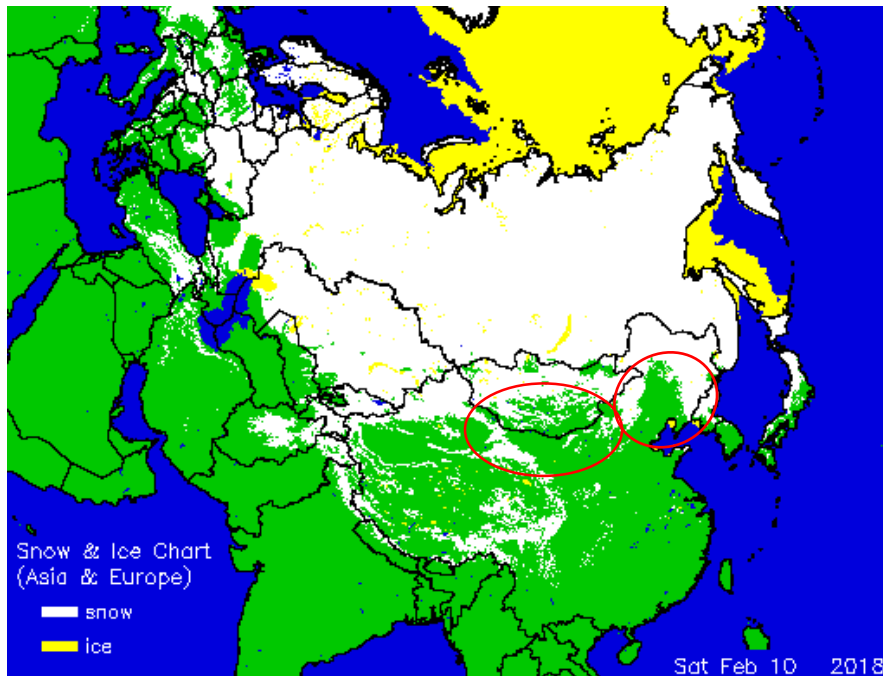 Snow & Ice Chart
(Asia & Europe)
snow
ice
Sat Feb 10 2018